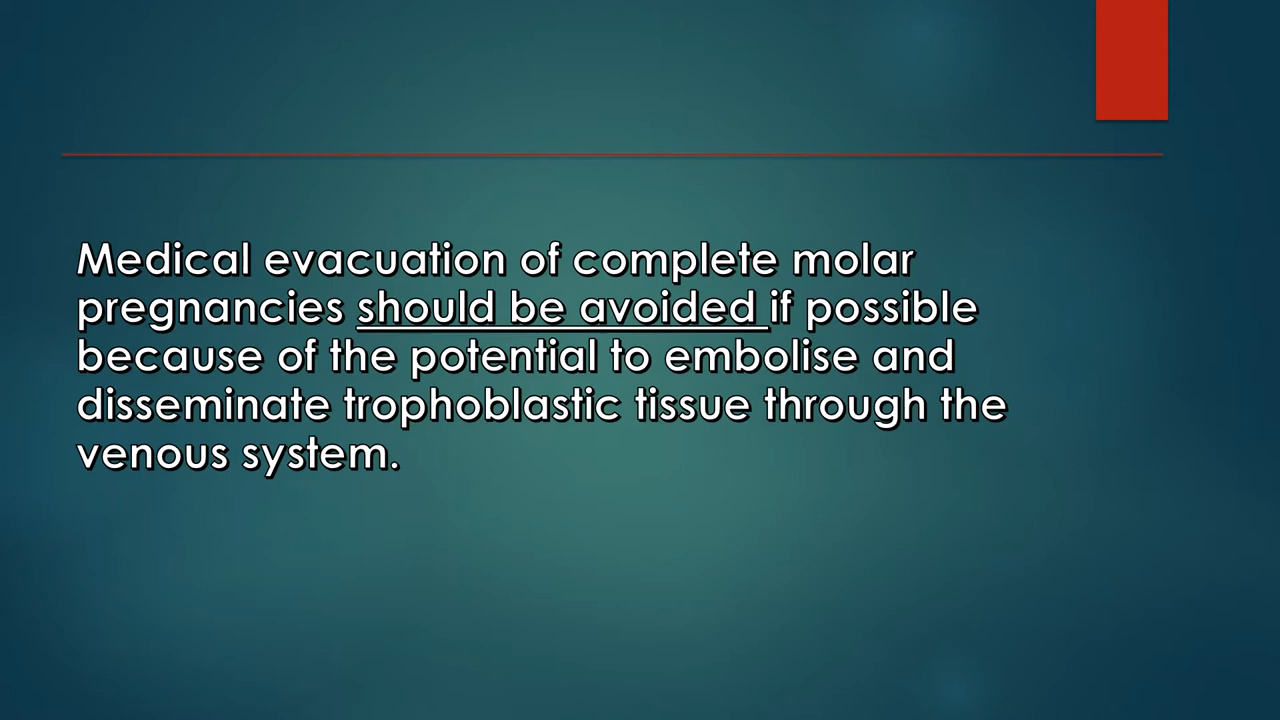 Medical evacuation of complete molar
pregnancies should be avoided if possible
because of the potential to embolise and
disseminate trophoblastic tissue through the
venous system.